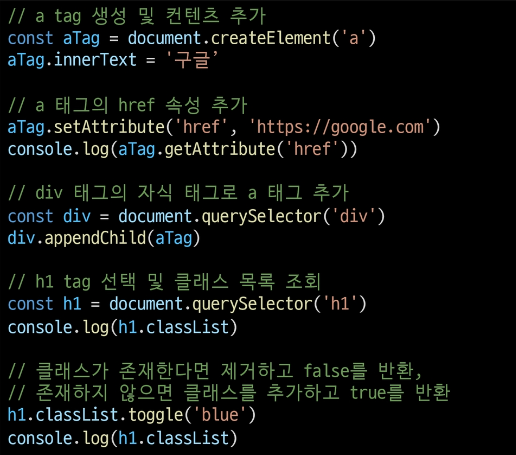 // a tag 생성 및 컨텐츠 추가
const aTag = document.createElement('a')
aTag.innerText = '구글’
// a 태그의 href 속성 추가
aTag.setAttribute('href', 'https://google.com')
console.log(aTag.getAttribute('href'))
// div 태그의 자식 태그로 a 태그 추가
const div = document.querySelector('div')
div.appendChild(aTag)
// h1 tag 선택 및 클래스 목록 조회
const h1 = document.querySelector('h1')
console.log(h1.classList)
// 클래스가 존재한다면 제거하고 false를 반환,
// 존재하지 않으면 클래스를 추가하고 true를 반환
h1.classList.toggle('blue')
console.log(h1.classList)